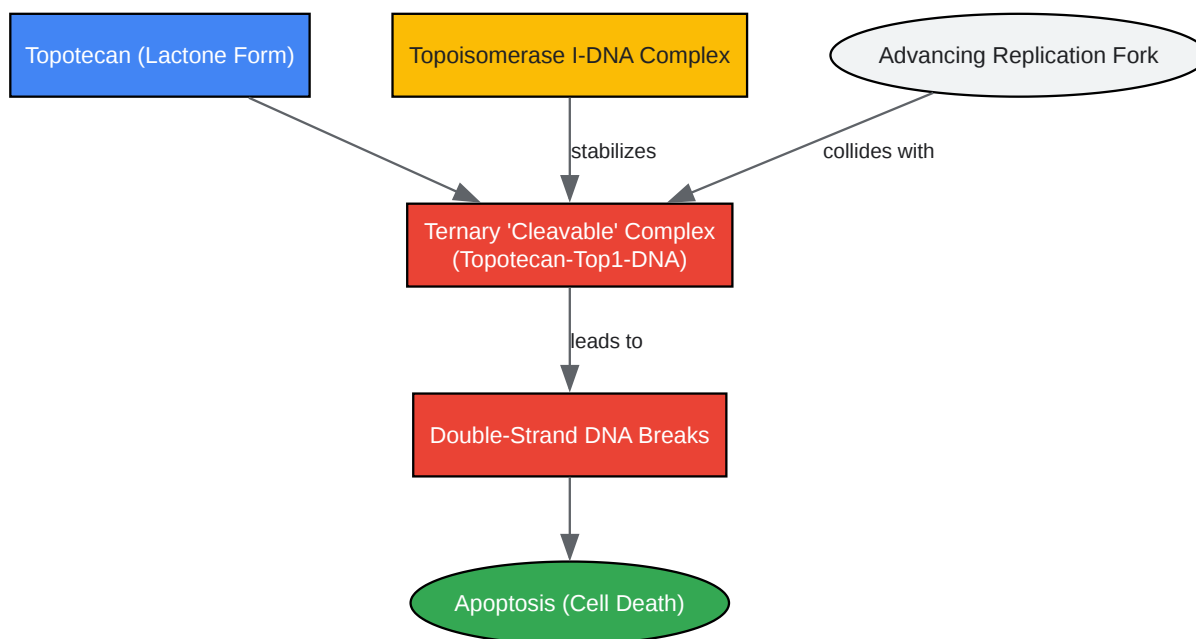 Topotecan (Lactone Form)
Topoisomerase I-DNA Complex
Advancing Replication Fork
stabilizes
collides with
Ternary 'Cleavable' Complex
(Topotecan-Top1-DNA)
leads to
Double-Strand DNA Breaks
Apoptosis (Cell Death)